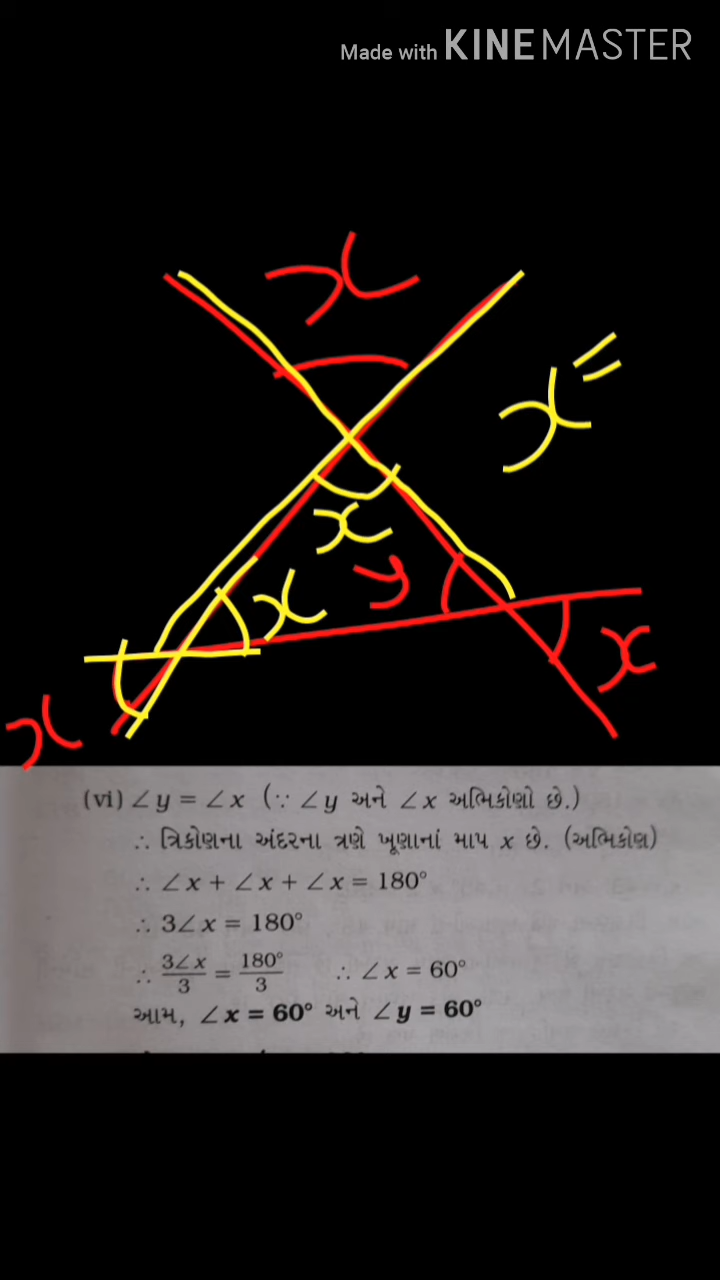 Made with KINEMASTER
x
x =
x
x y
x
x
(vi) ∠y = ∠x (∵ ∠y અને ∠x અભિકોણો છે.)
∴ ત્રિકોણના અંદરના ત્રણે ખૂણાનાં માપ x છે. (અભિકોણ)
∴ ∠x + ∠x + ∠x = 180°
∴ 3∠x = 180°
∴ 3∠x/3 = 180°/3 ∴ ∠x = 60°
આમ, ∠x = 60° અને ∠y = 60°